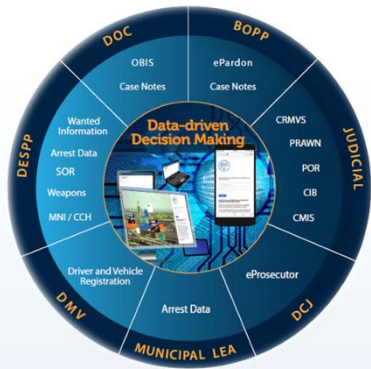 DOC
BOPP
DESPP
JUDICIAL
DMV
MUNICIPAL LEA
DCJ
OBIS
Case Notes
ePardon
Case Notes
Wanted
Information
Arrest Data
SOR
Weapons
MNI / CCH
CRMVS
PRAWN
POR
CIB
CMIS
Data-driven
Decision Making
Driver and Vehicle
Registration
Arrest Data
eProsecutor